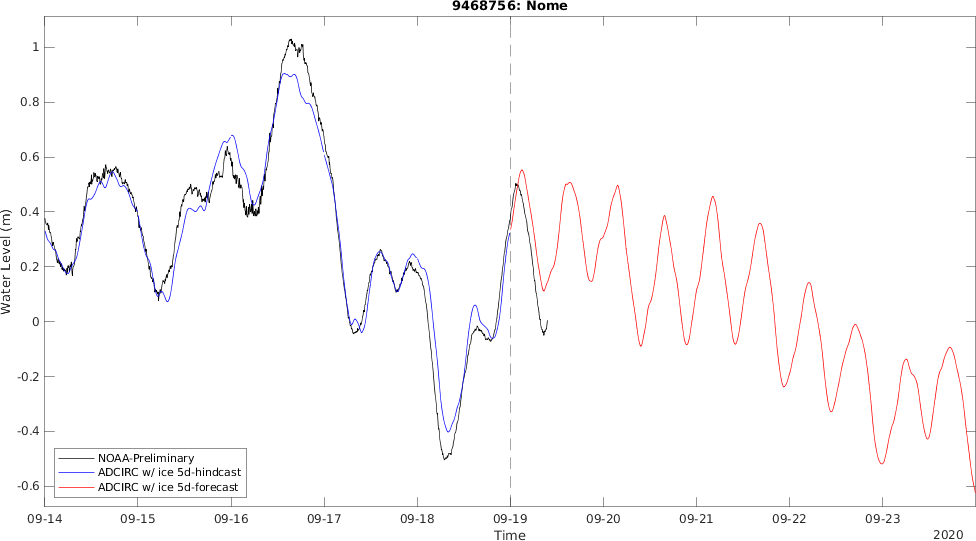 9468756: Nome
Water Level (m)
1
0.8
0.6
0.4
0.2
0
-0.2
-0.4
-0.6
NOAA-Preliminary
ADCIRC w/ ice 5d-hindcast
ADCIRC w/ ice 5d-forecast
09-14 09-15 09-16 09-17 09-18 09-19 09-20 09-21 09-22 09-23
Time
2020